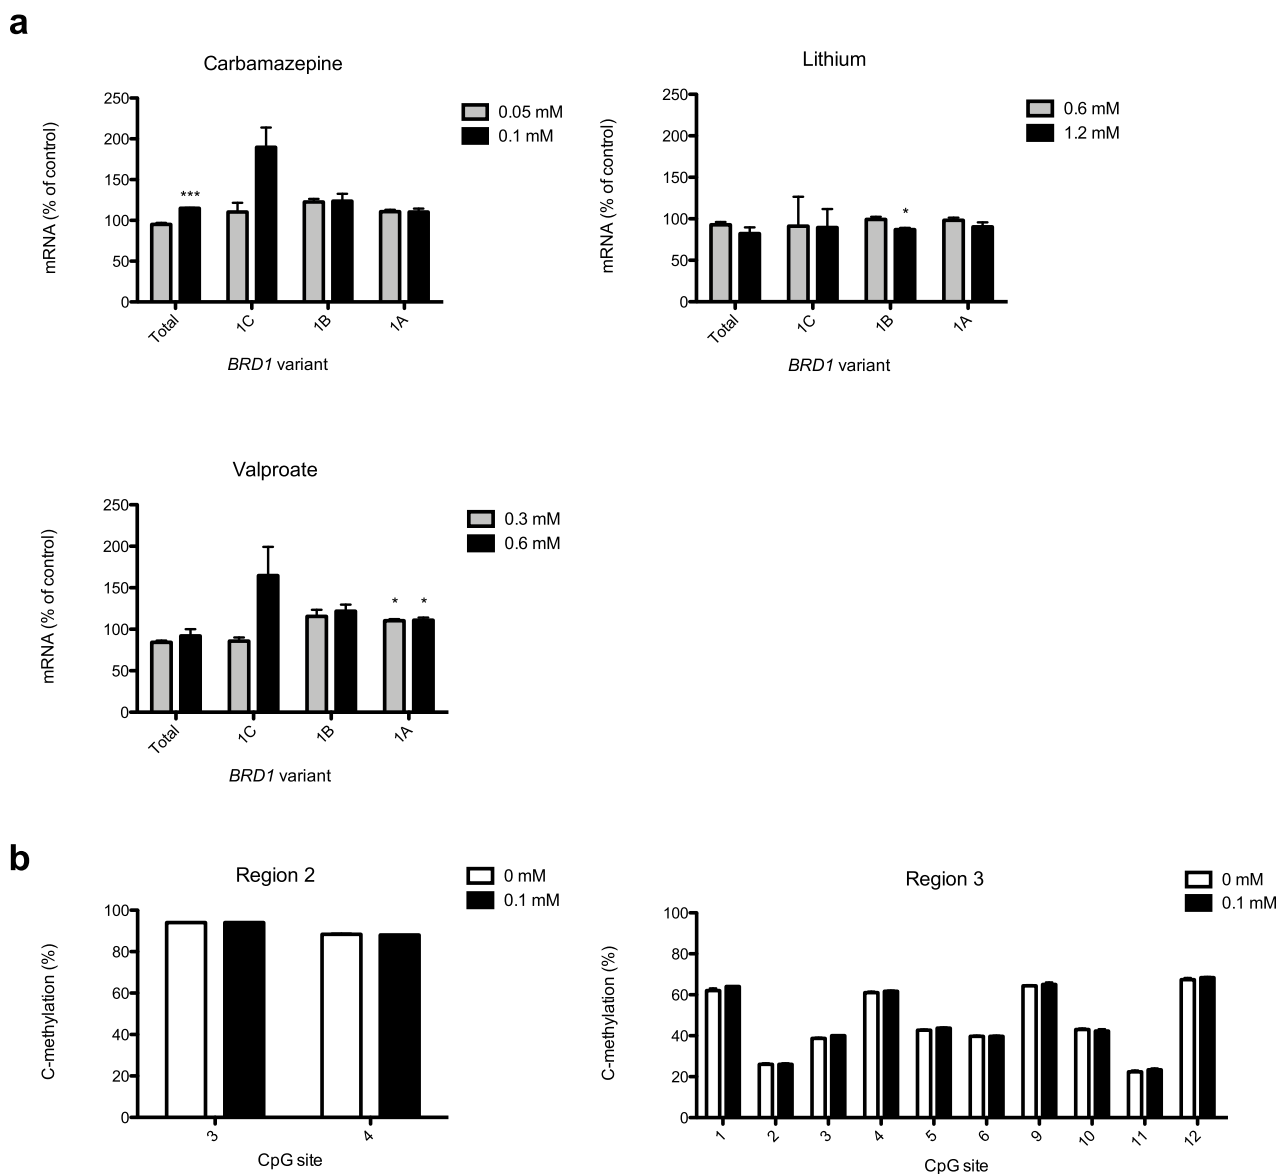 a
Carbamazepine
mRNA (% of control)
250
200
150
100
50
0
***
0.05 mM
0.1 mM
Total
1C
1B
1A
BRD1 variant
Lithium
mRNA (% of control)
250
200
150
100
50
0
*
0.6 mM
1.2 mM
Total
1C
1B
1A
BRD1 variant
Valproate
mRNA (% of control)
250
200
150
100
50
0
* *
0.3 mM
0.6 mM
Total
1C
1B
1A
BRD1 variant
b
Region 2
C-methylation (%)
100
80
60
40
20
0
0 mM
0.1 mM
3
4
CpG site
Region 3
C-methylation (%)
100
80
60
40
20
0
0 mM
0.1 mM
1
2
3
4
5
6
9
10
11
12
CpG site